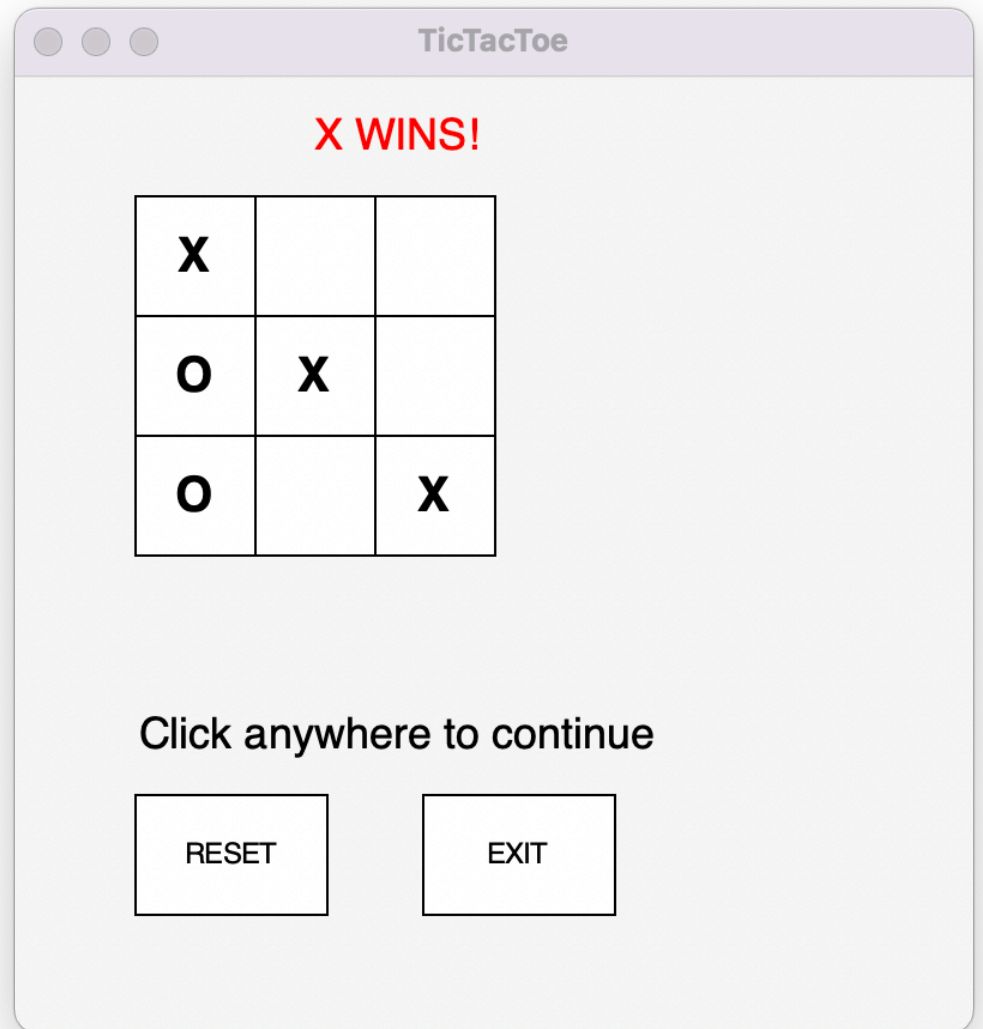 TicTacToe
X WINS!
X
O X
O X
Click anywhere to continue
RESET EXIT